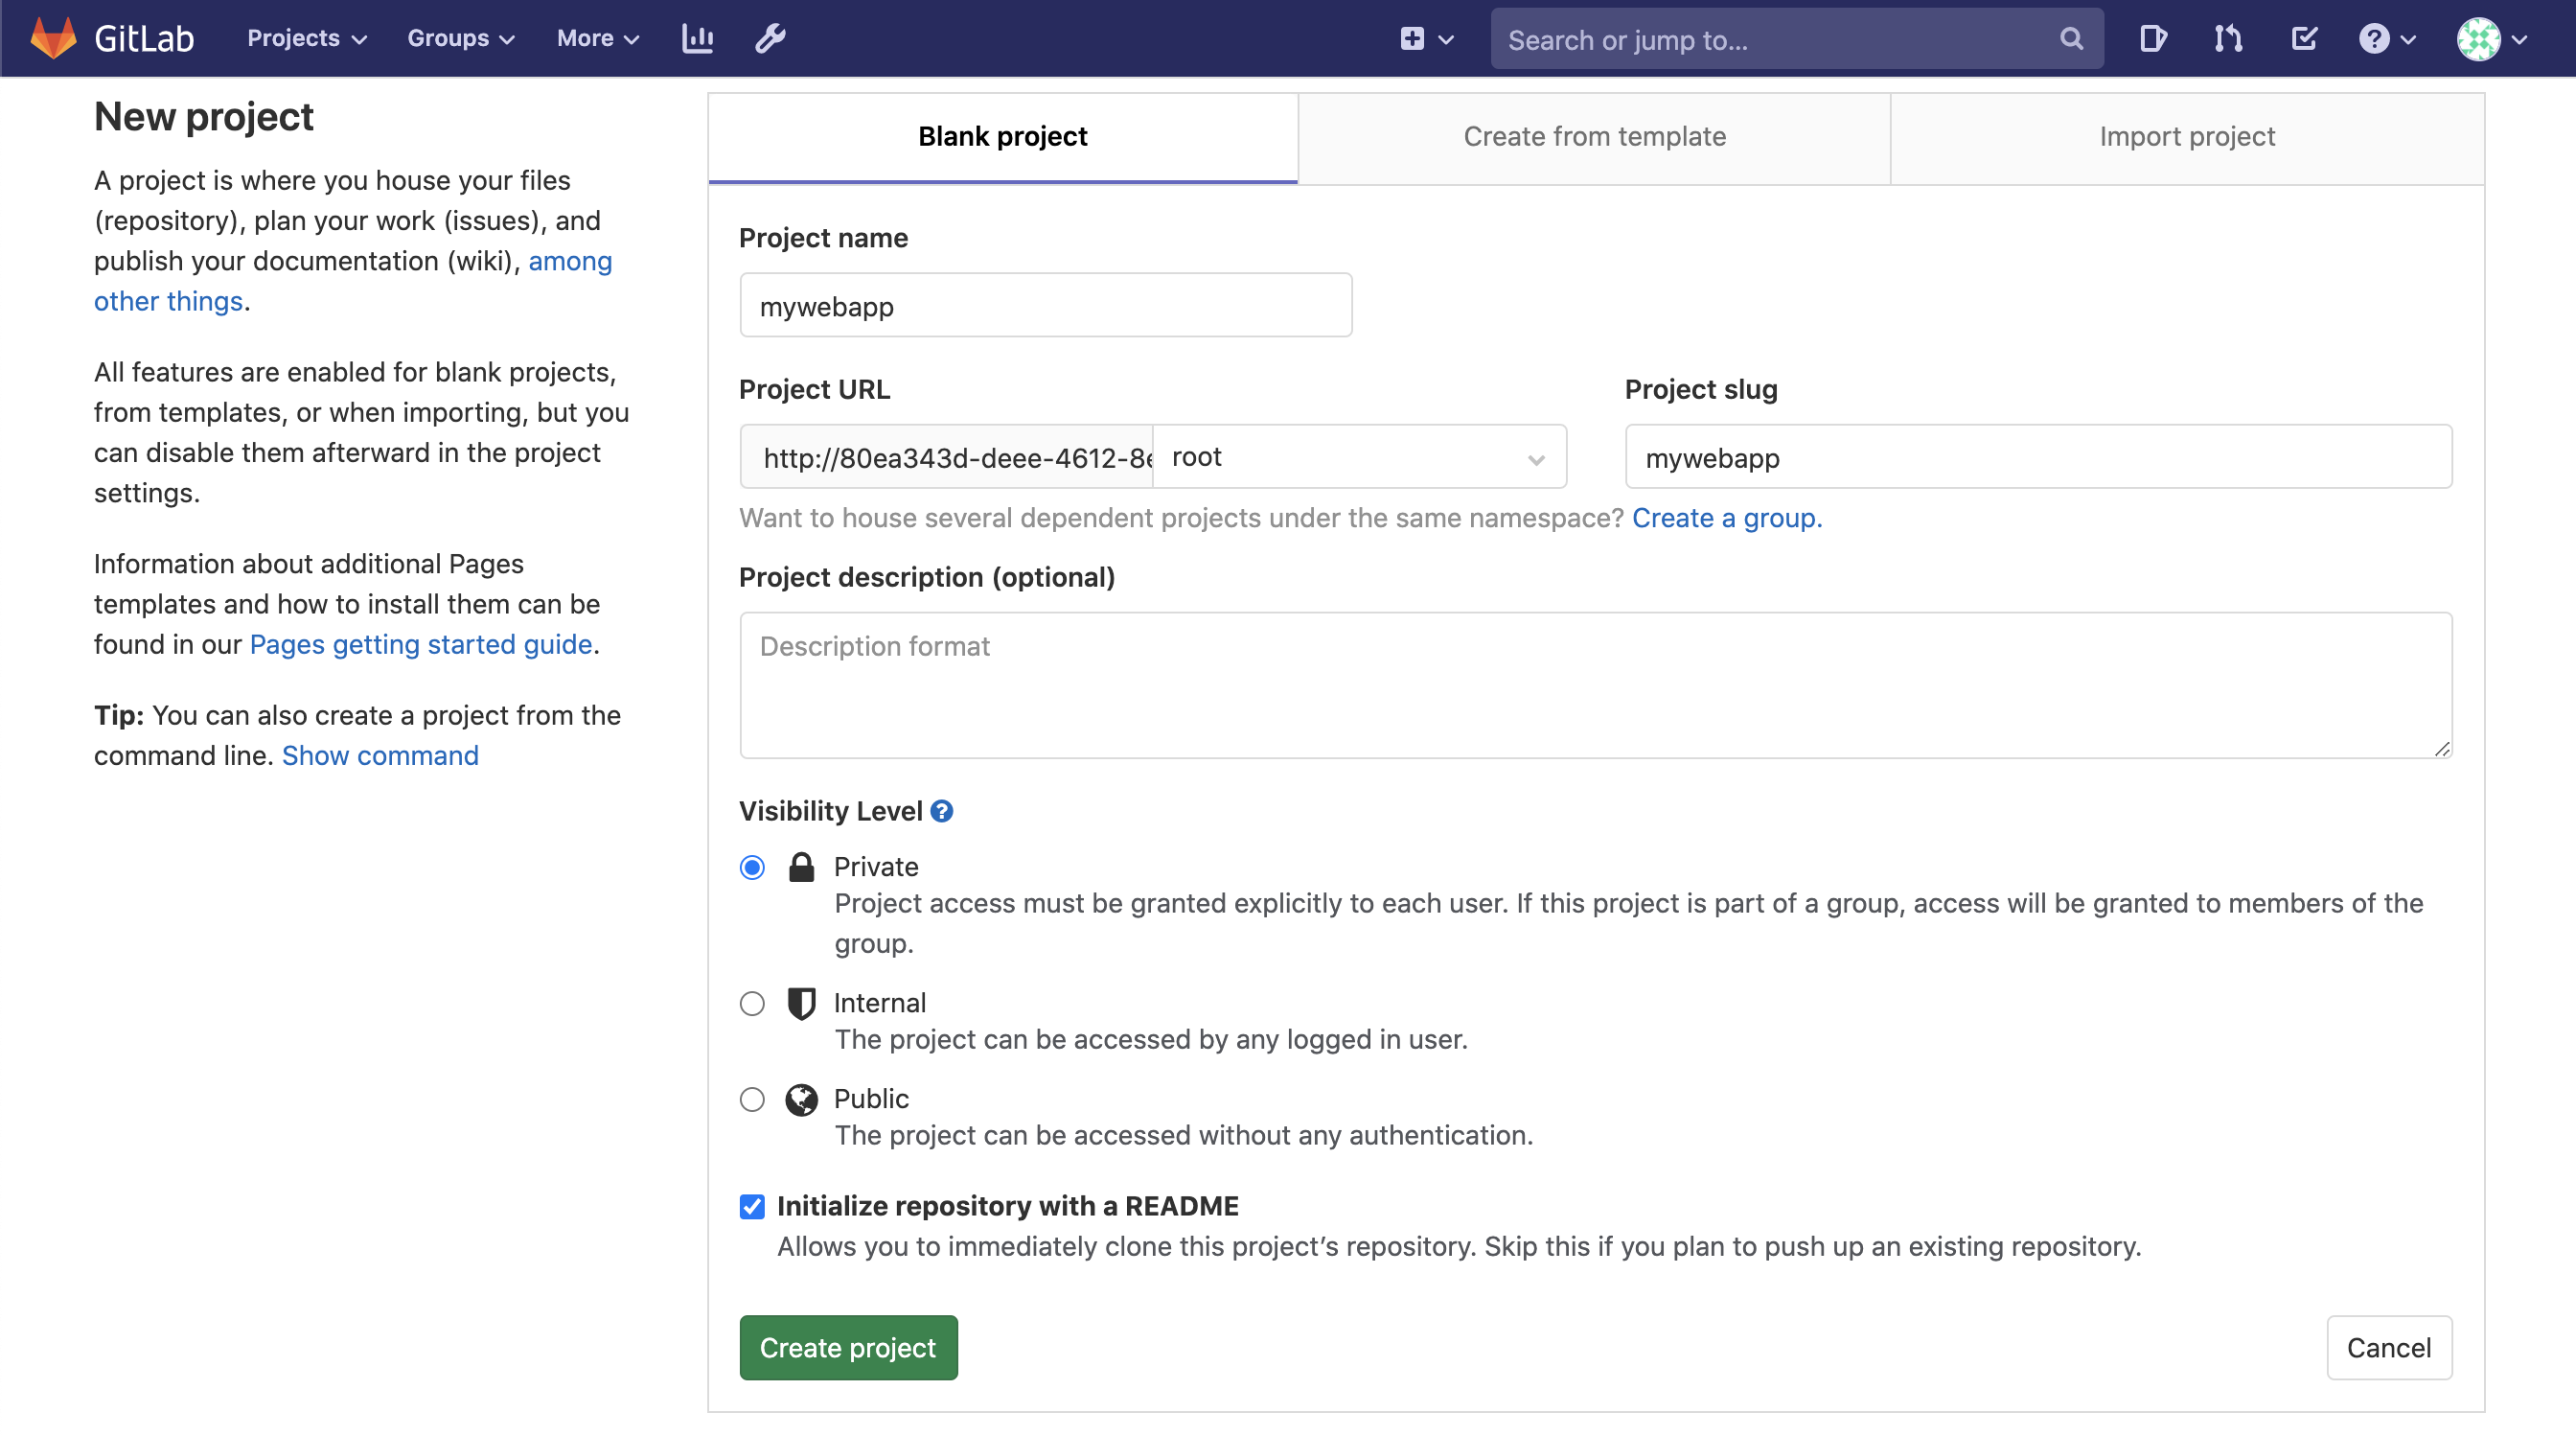 GitLab Projects Groups More Search or jump to...
New project
A project is where you house your files
(repository), plan your work (issues), and
publish your documentation (wiki), among
other things.
All features are enabled for blank projects,
from templates, or when importing, but you
can disable them afterward in the project
settings.
Information about additional Pages
templates and how to install them can be
found in our Pages getting started guide.
Tip: You can also create a project from the
command line. Show command
Blank project Create from template Import project
Project name
mywebapp
Project URL Project slug
http://80ea343d-deee-4612-8e root mywebapp
Want to house several dependent projects under the same namespace? Create a group.
Project description (optional)
Description format
Visibility Level ?
Private
Project access must be granted explicitly to each user. If this project is part of a group, access will be granted to members of the
group.
Internal
The project can be accessed by any logged in user.
Public
The project can be accessed without any authentication.
Initialize repository with a README
Allows you to immediately clone this project’s repository. Skip this if you plan to push up an existing repository.
Create project Cancel